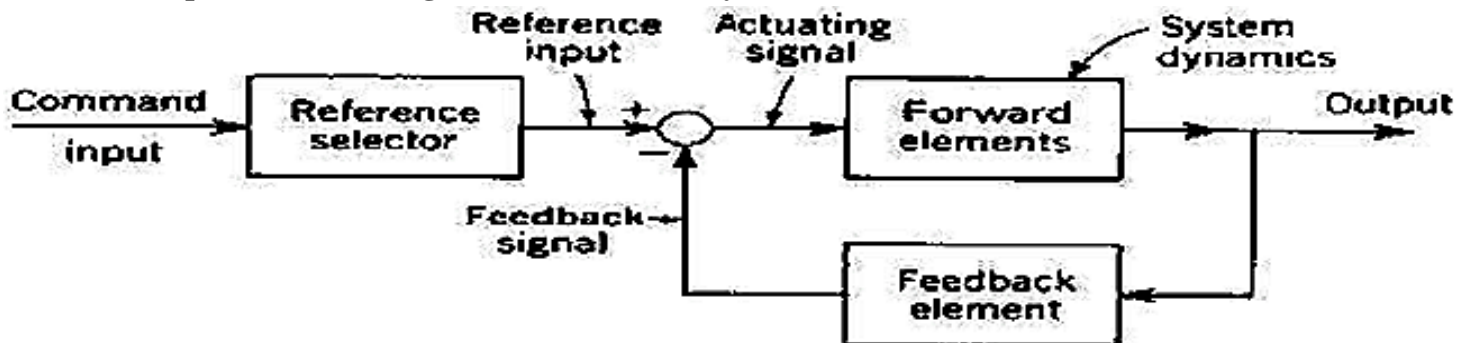 Reference
input
Actuating
signal
System
dynamics
Command
input
Reference
selector
+
−
Forward
elements
Output
Feedback
signal
Feedback
element